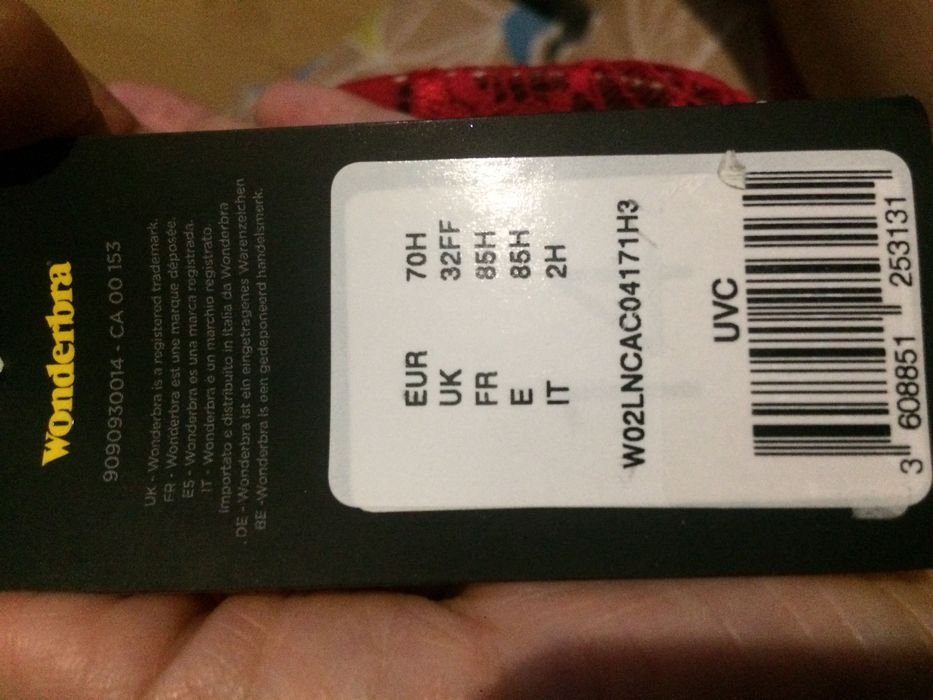 Wonderbra
909093014 - CA 00 153
UK - Wonderbra is a registered trademark.
FR - Wonderbra est une marque déposée.
ES - Wonderbra es una marca registrada.
IT - Wonderbra è un marchio registrato.
Importato e distribuito in Italia da Wonderbra
DE - Wonderbra ist ein eingetragenes Warenzeichen
BE - Wonderbra is een gedeponeerd handelsmerk.
EUR 70H
UK 32FF
FR 85H
E 85H
IT 2H
W02LNCAC04171H3
UVC
3 608851 253131